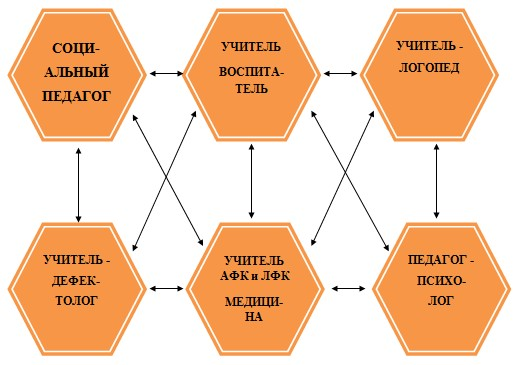 СОЦИ-
АЛЬНЫЙ
ПЕДАГОГ
УЧИТЕЛЬ
ВОСПИТА-
ТЕЛЬ
УЧИТЕЛЬ -
ЛОГОПЕД
УЧИТЕЛЬ -
ДЕФЕК-
ТОЛОГ
УЧИТЕЛЬ
АФК и ЛФК
МЕДИЦИ-
НА
ПЕДАГОГ -
ПСИХО-
ЛОГ